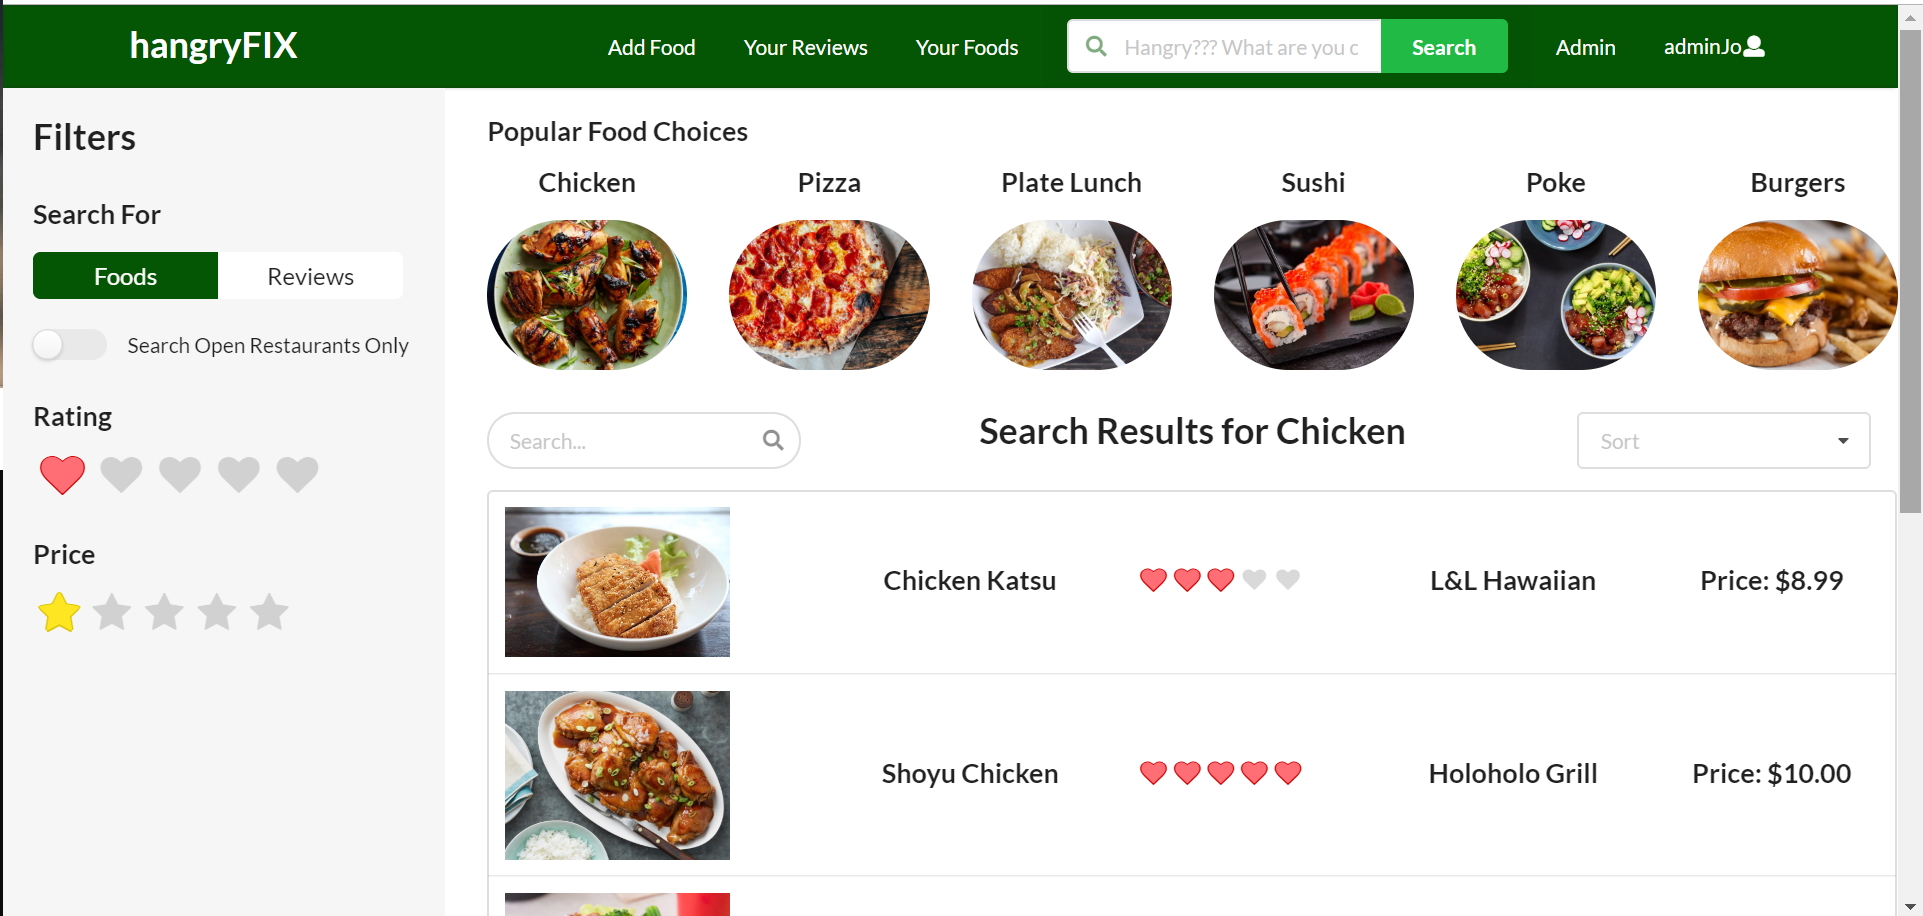 hangryFIX
Add Food
Your Reviews
Your Foods
Hangry??? What are you c
Search
Admin
adminJo
Filters
Search For
Foods
Reviews
Search Open Restaurants Only
Rating
Price
Popular Food Choices
Chicken
Pizza
Plate Lunch
Sushi
Poke
Burgers
Search...
Search Results for Chicken
Sort
Chicken Katsu
L&L Hawaiian
Price: $8.99
Shoyu Chicken
Holoholo Grill
Price: $10.00